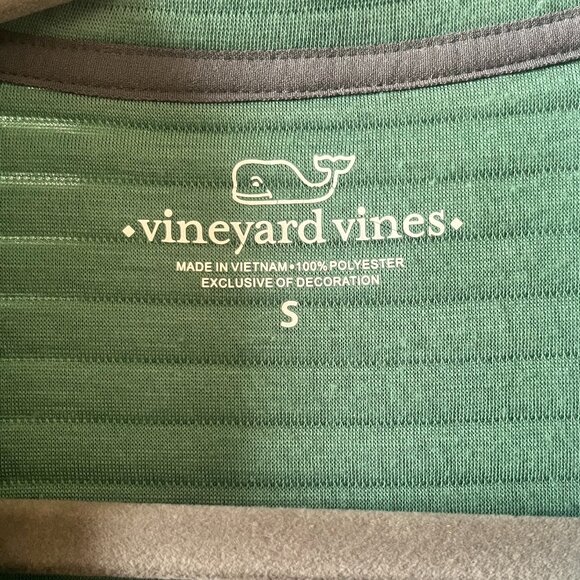 vineyard vines
MADE IN VIETNAM•100% POLYESTER
EXCLUSIVE OF DECORATION
S